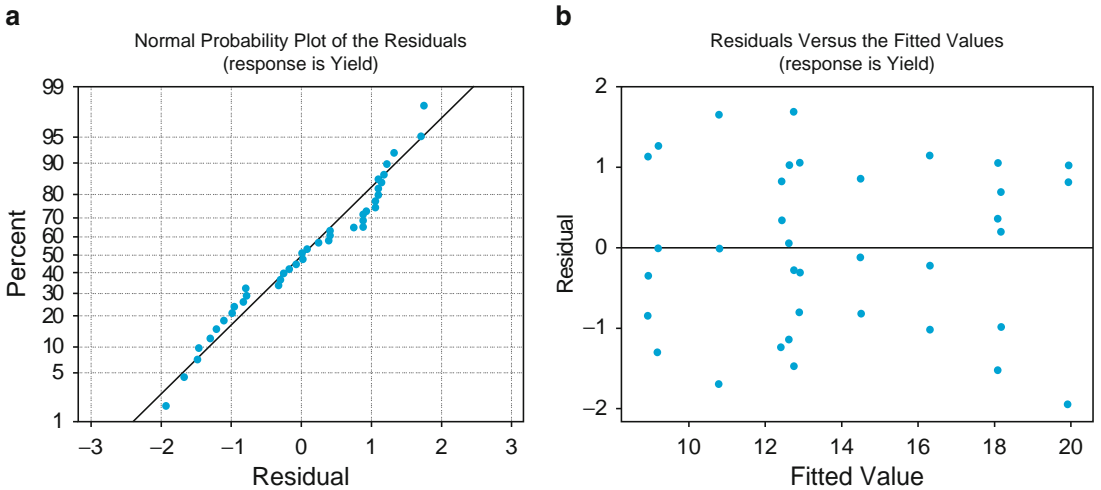 a
Normal Probability Plot of the Residuals
(response is Yield)
Percent
99
95
90
80
70
60
50
40
30
20
10
5
1
−3 −2 −1 0 1 2 3
Residual
b
Residuals Versus the Fitted Values
(response is Yield)
Residual
2
1
0
−1
−2
10 12 14 16 18 20
Fitted Value